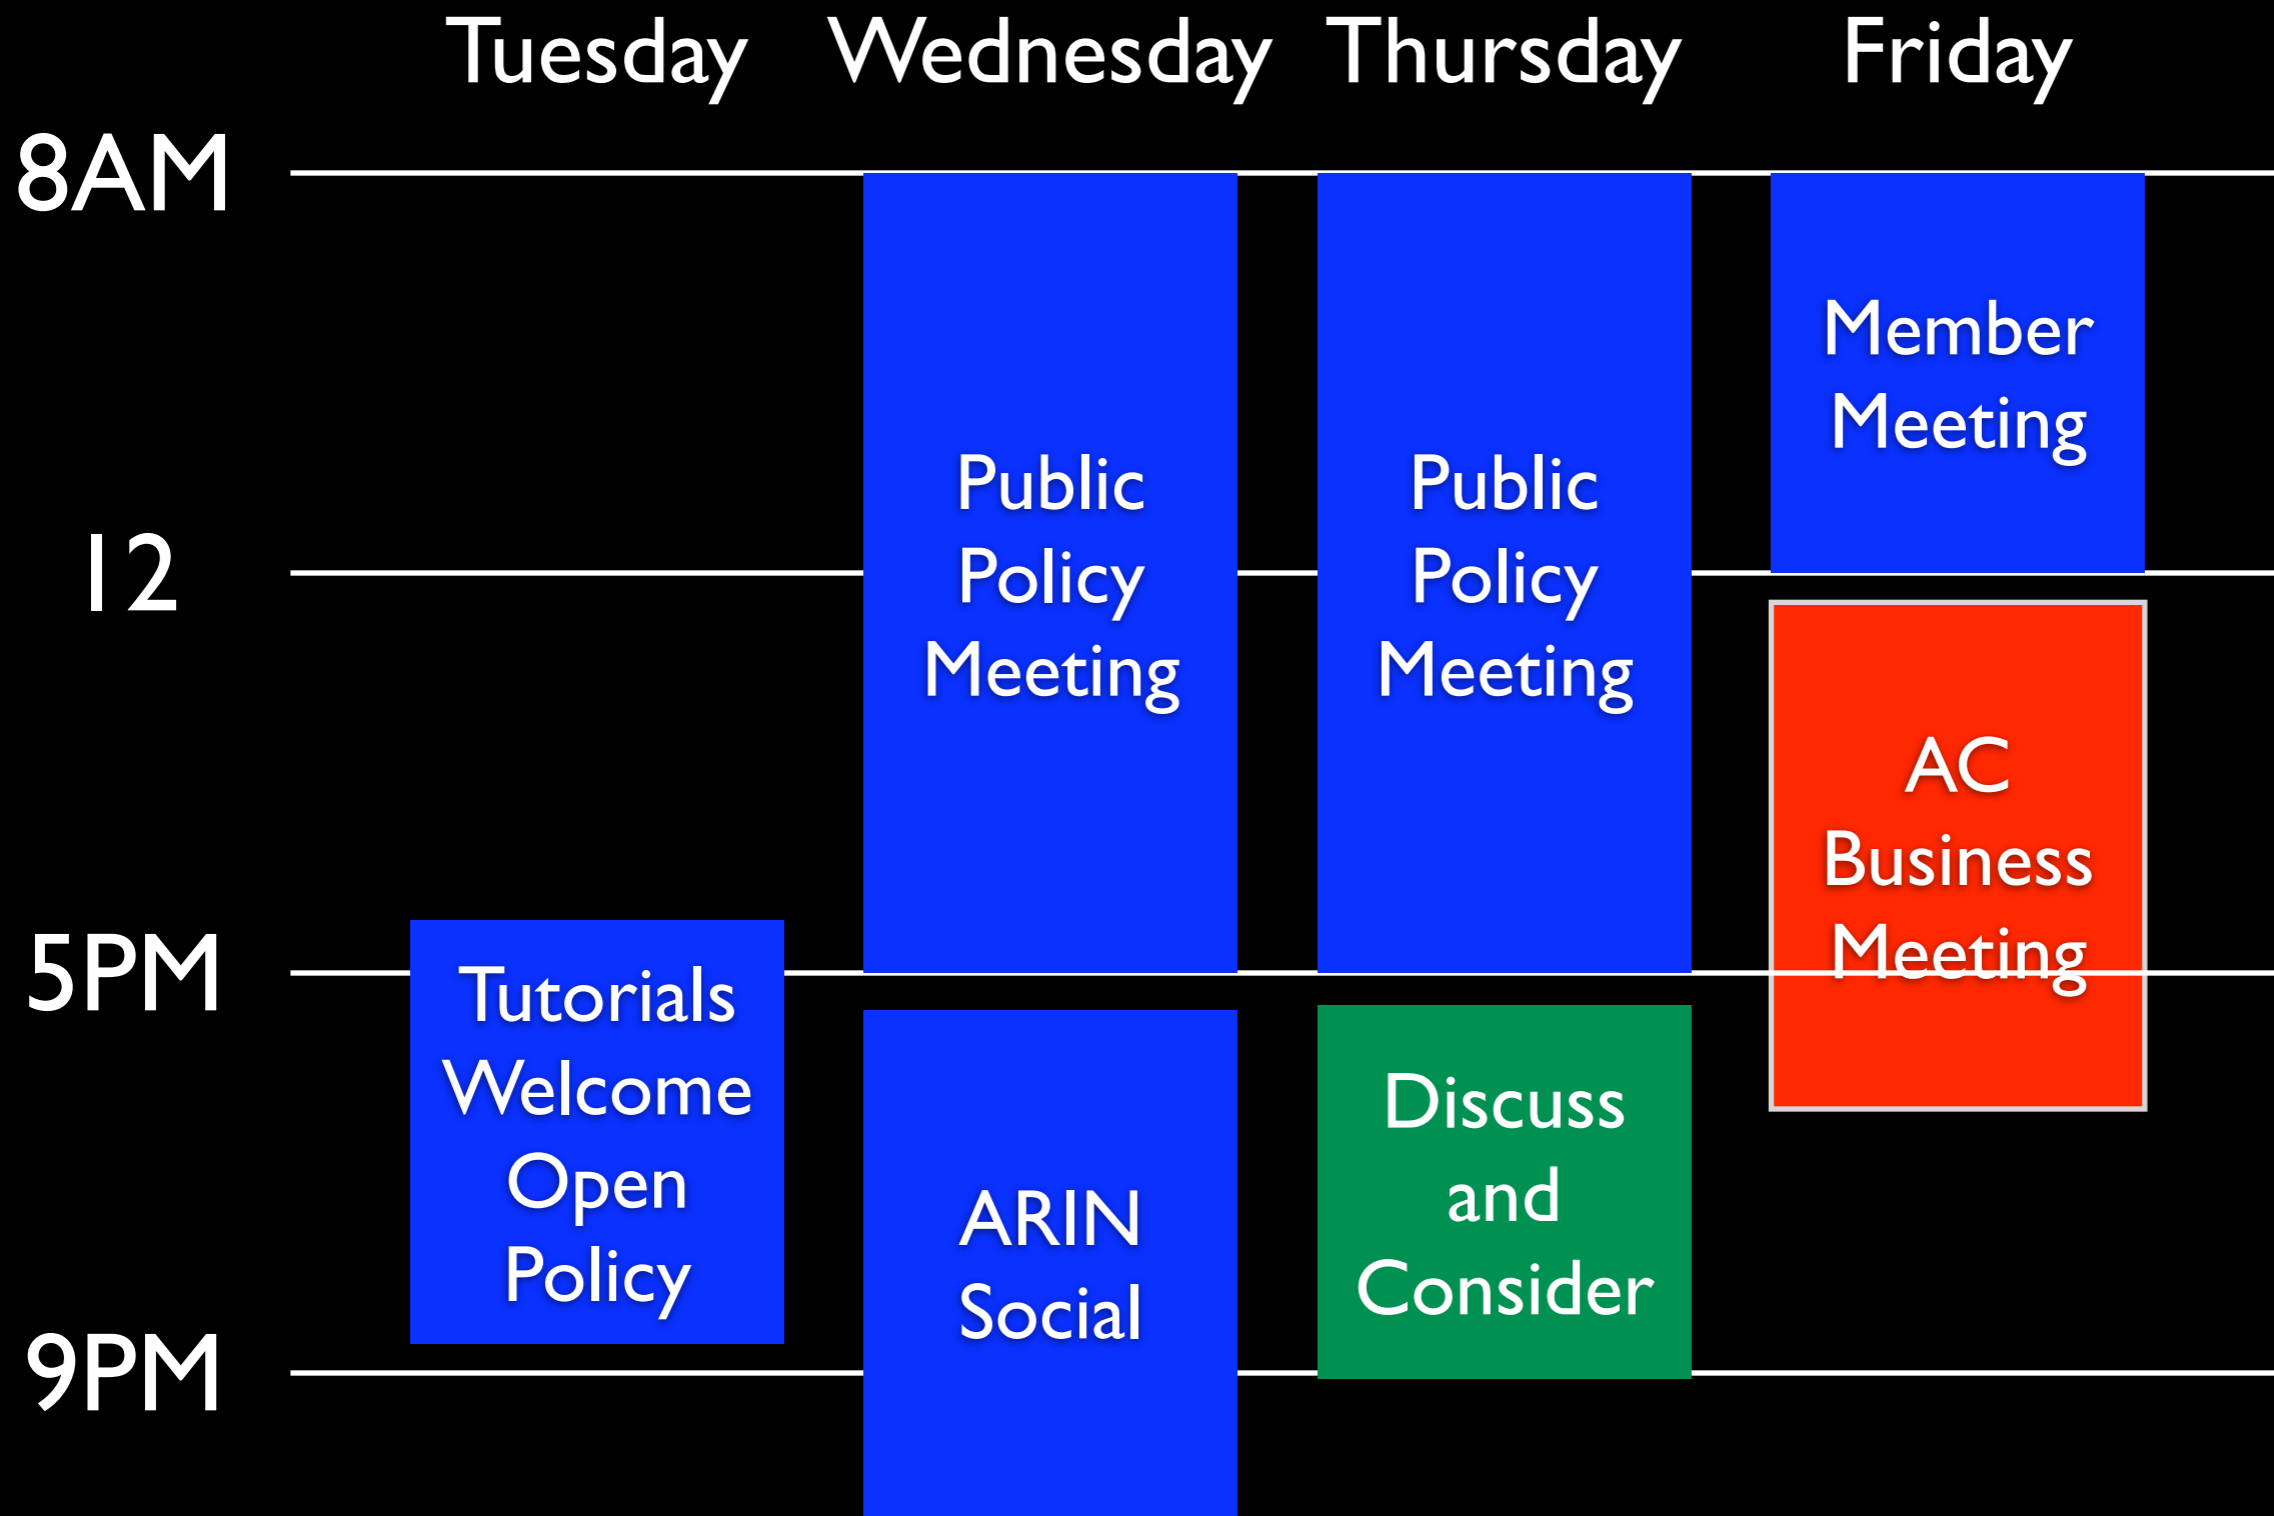 Tuesday Wednesday Thursday Friday
8AM
Member
Meeting
Public
Policy
Meeting
Public
Policy
Meeting
12
AC
Business
Meeting
5PM
Tutorials
Welcome
Open
Policy
ARIN
Social
Discuss
and
Consider
9PM